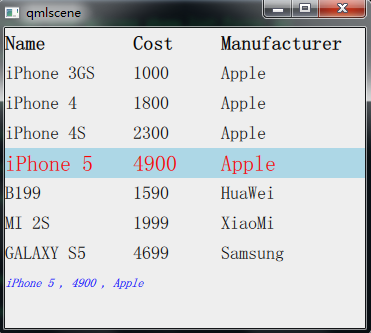 qmlscene
Name Cost Manufacturer
iPhone 3GS 1000 Apple
iPhone 4 1800 Apple
iPhone 4S 2300 Apple
iPhone 5 4900 Apple
B199 1590 HuaWei
MI 2S 1999 XiaoMi
GALAXY S5 4699 Samsung
iPhone 5 , 4900 , Apple